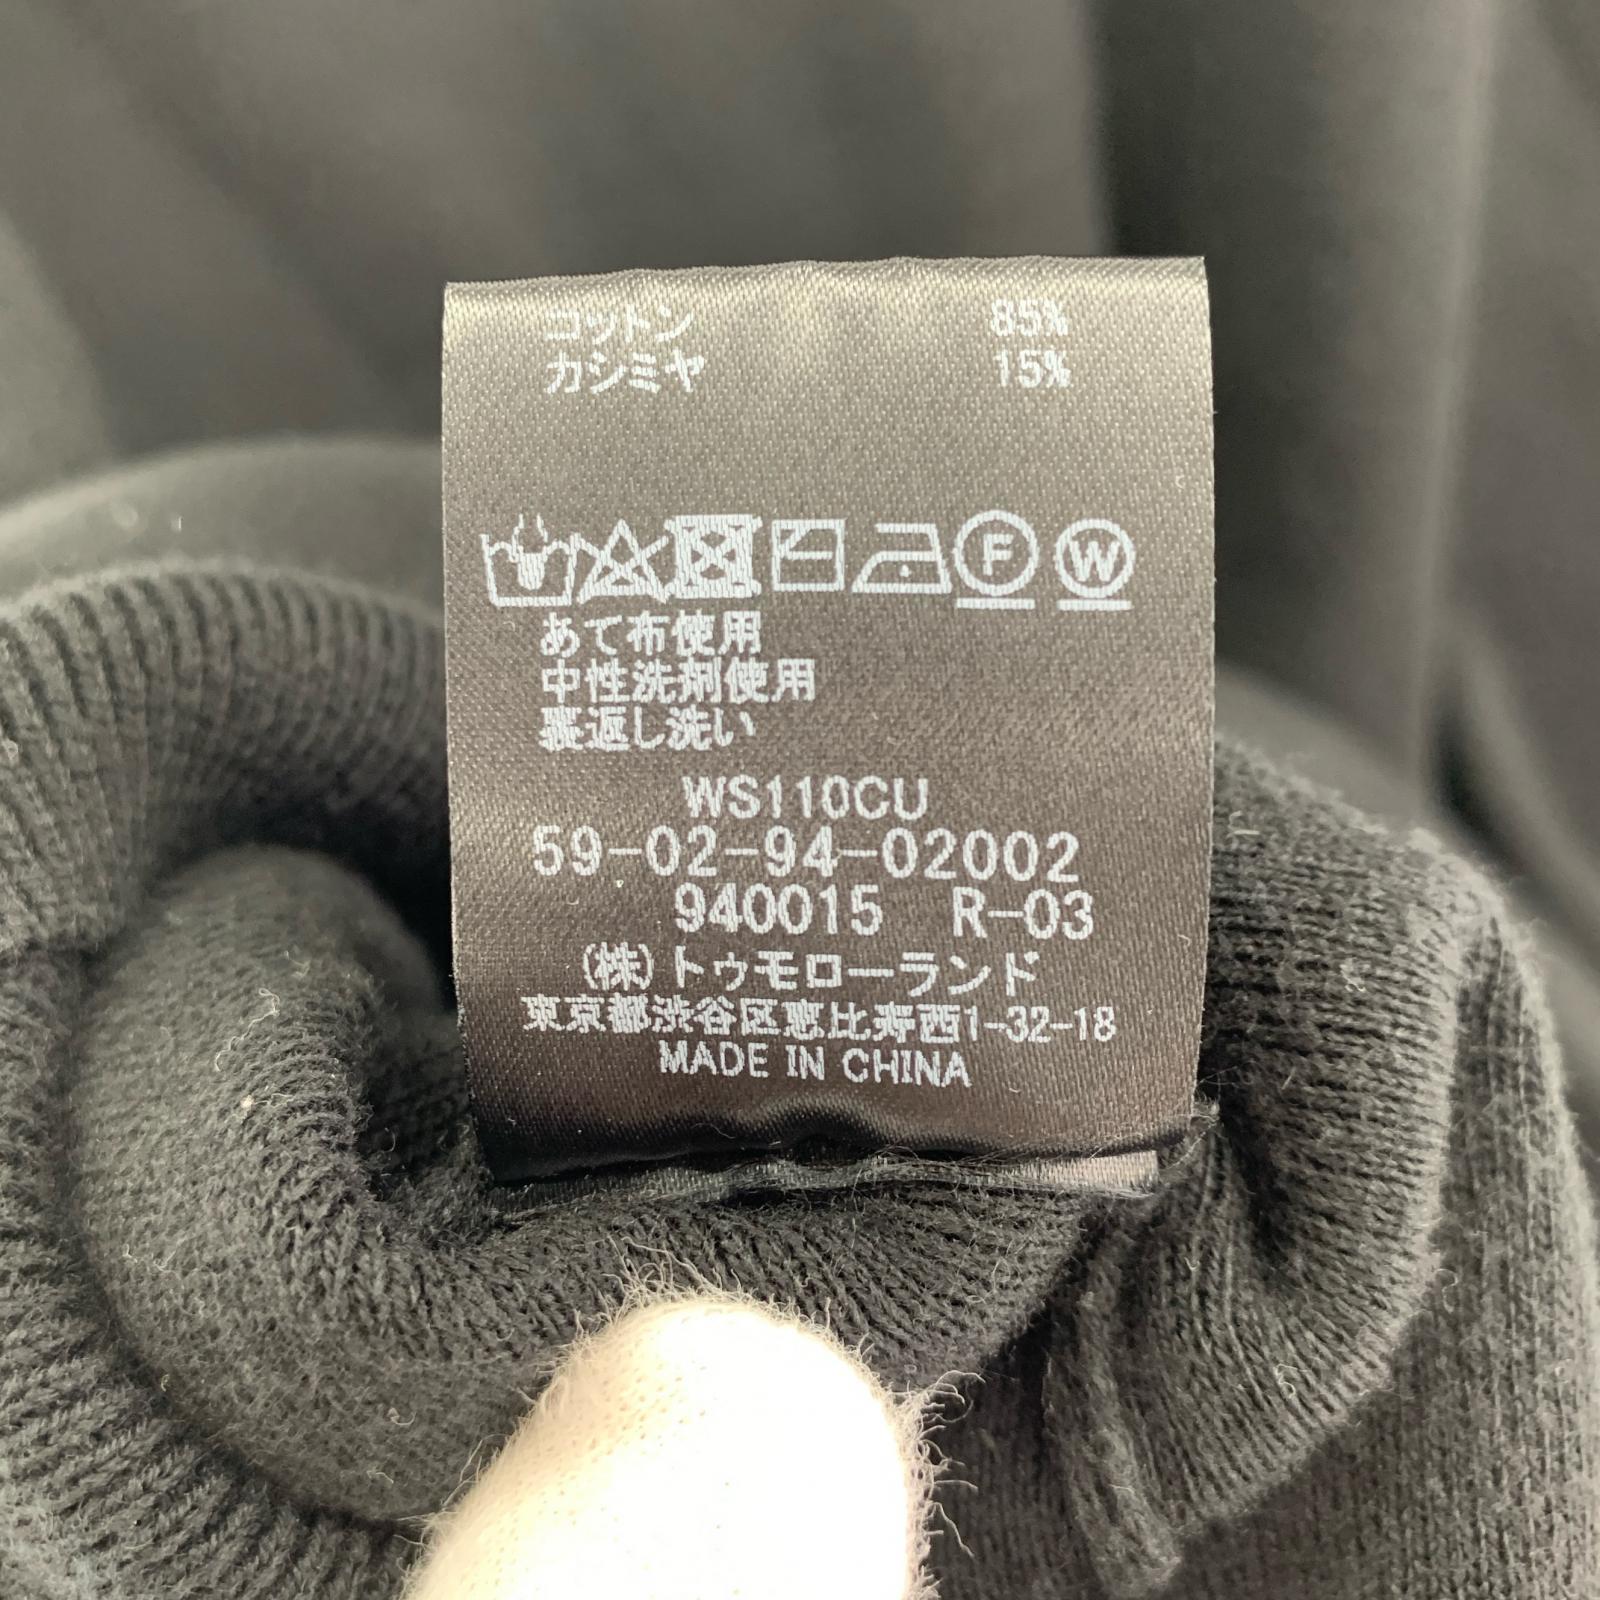 コットン 85%
カシミヤ 15%
F W
あて布使用
中性洗剤使用
裏返し洗い
WS110CU
59-02-94-02002
940015 R-03
(株)トゥモローランド
東京都渋谷区恵比寿西1-32-18
MADE IN CHINA